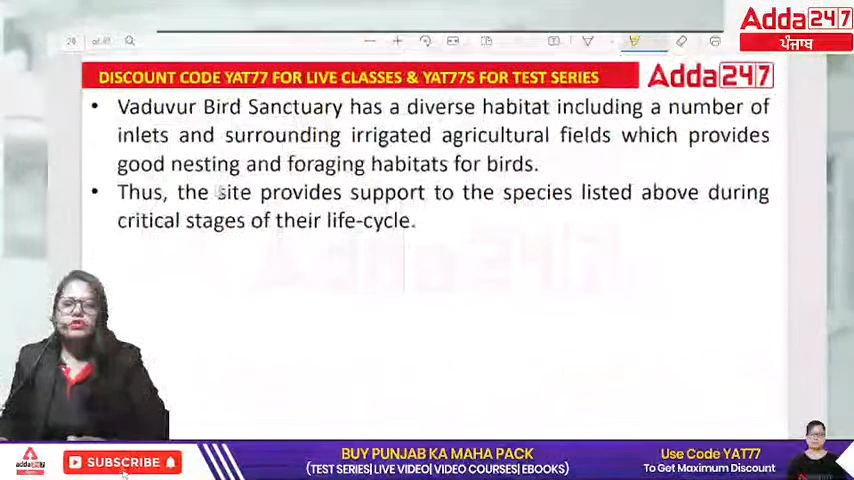 Adda247
ਪੰਜਾਬ
DISCOUNT CODE YAT77 FOR LIVE CLASSES & YAT77S FOR TEST SERIES
Adda247
• Vaduvur Bird Sanctuary has a diverse habitat including a number of
inlets and surrounding irrigated agricultural fields which provides
good nesting and foraging habitats for birds.
• Thus, the site provides support to the species listed above during
critical stages of their life-cycle.
adda247
SUBSCRIBE
BUY PUNJAB KA MAHA PACK
(TEST SERIES| LIVE VIDEO| VIDEO COURSES| EBOOKS)
Use Code YAT77
To Get Maximum Discount